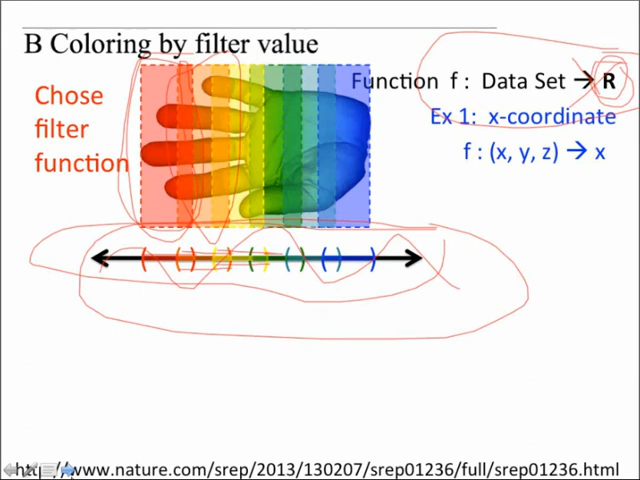 B Coloring by filter value
Chose
filter
function
Function f : Data Set → R
Ex 1: x-coordinate
f : (x, y, z) → x
( ( ) ( ) ( ) ( ) ( ) )
http://www.nature.com/srep/2013/130207/srep01236/full/srep01236.html